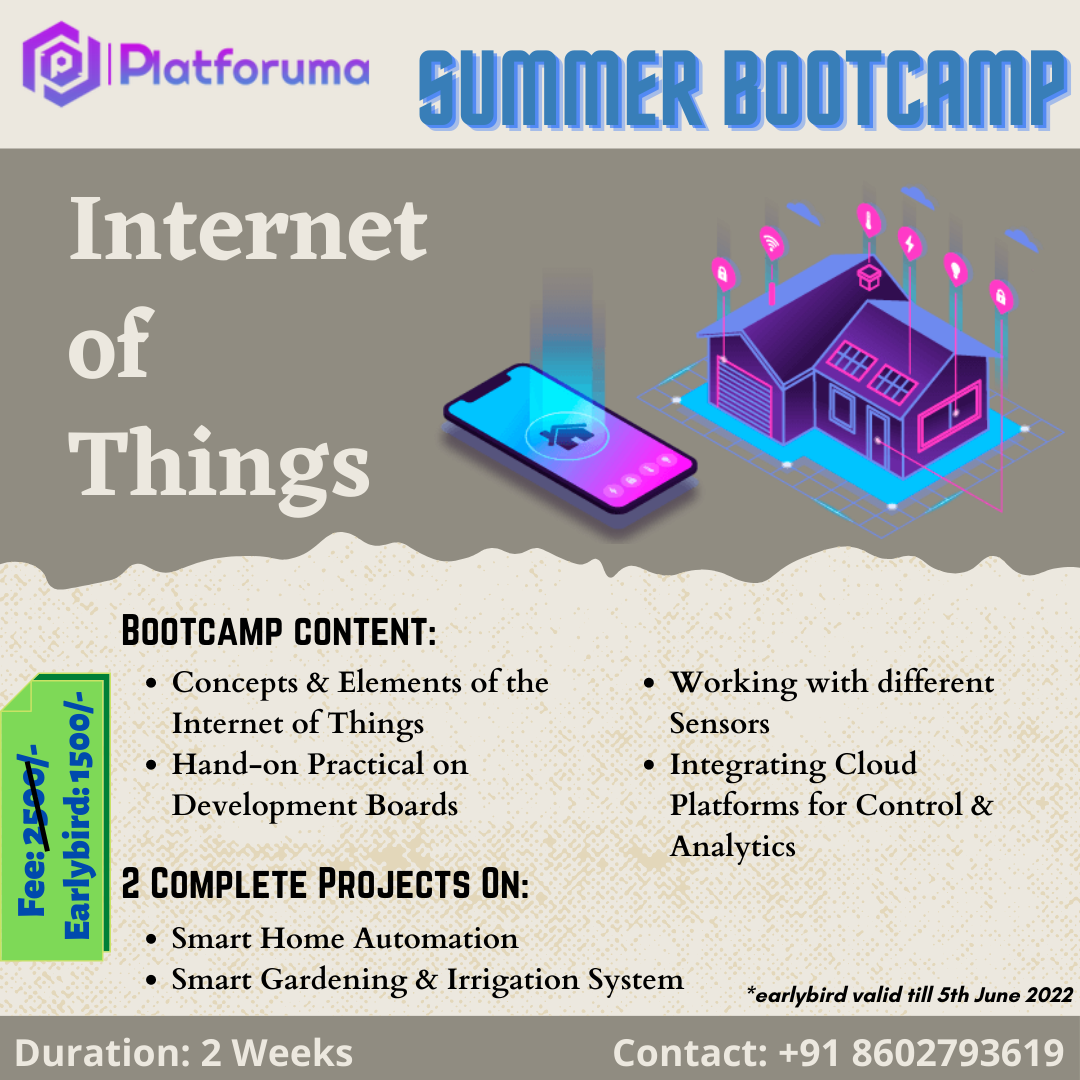 Platforuma
SUMMER BOOTCAMP
Internet
of
Things
BOOTCAMP CONTENT:
• Concepts & Elements of the
Internet of Things
• Hand-on Practical on
Development Boards
• Working with different
Sensors
• Integrating Cloud
Platforms for Control &
Analytics
Fee: 2500/-
Earlybird: 1500/-
2 COMPLETE PROJECTS ON:
• Smart Home Automation
• Smart Gardening & Irrigation System
*earlybird valid till 5th June 2022
Duration: 2 Weeks
Contact: +91 8602793619